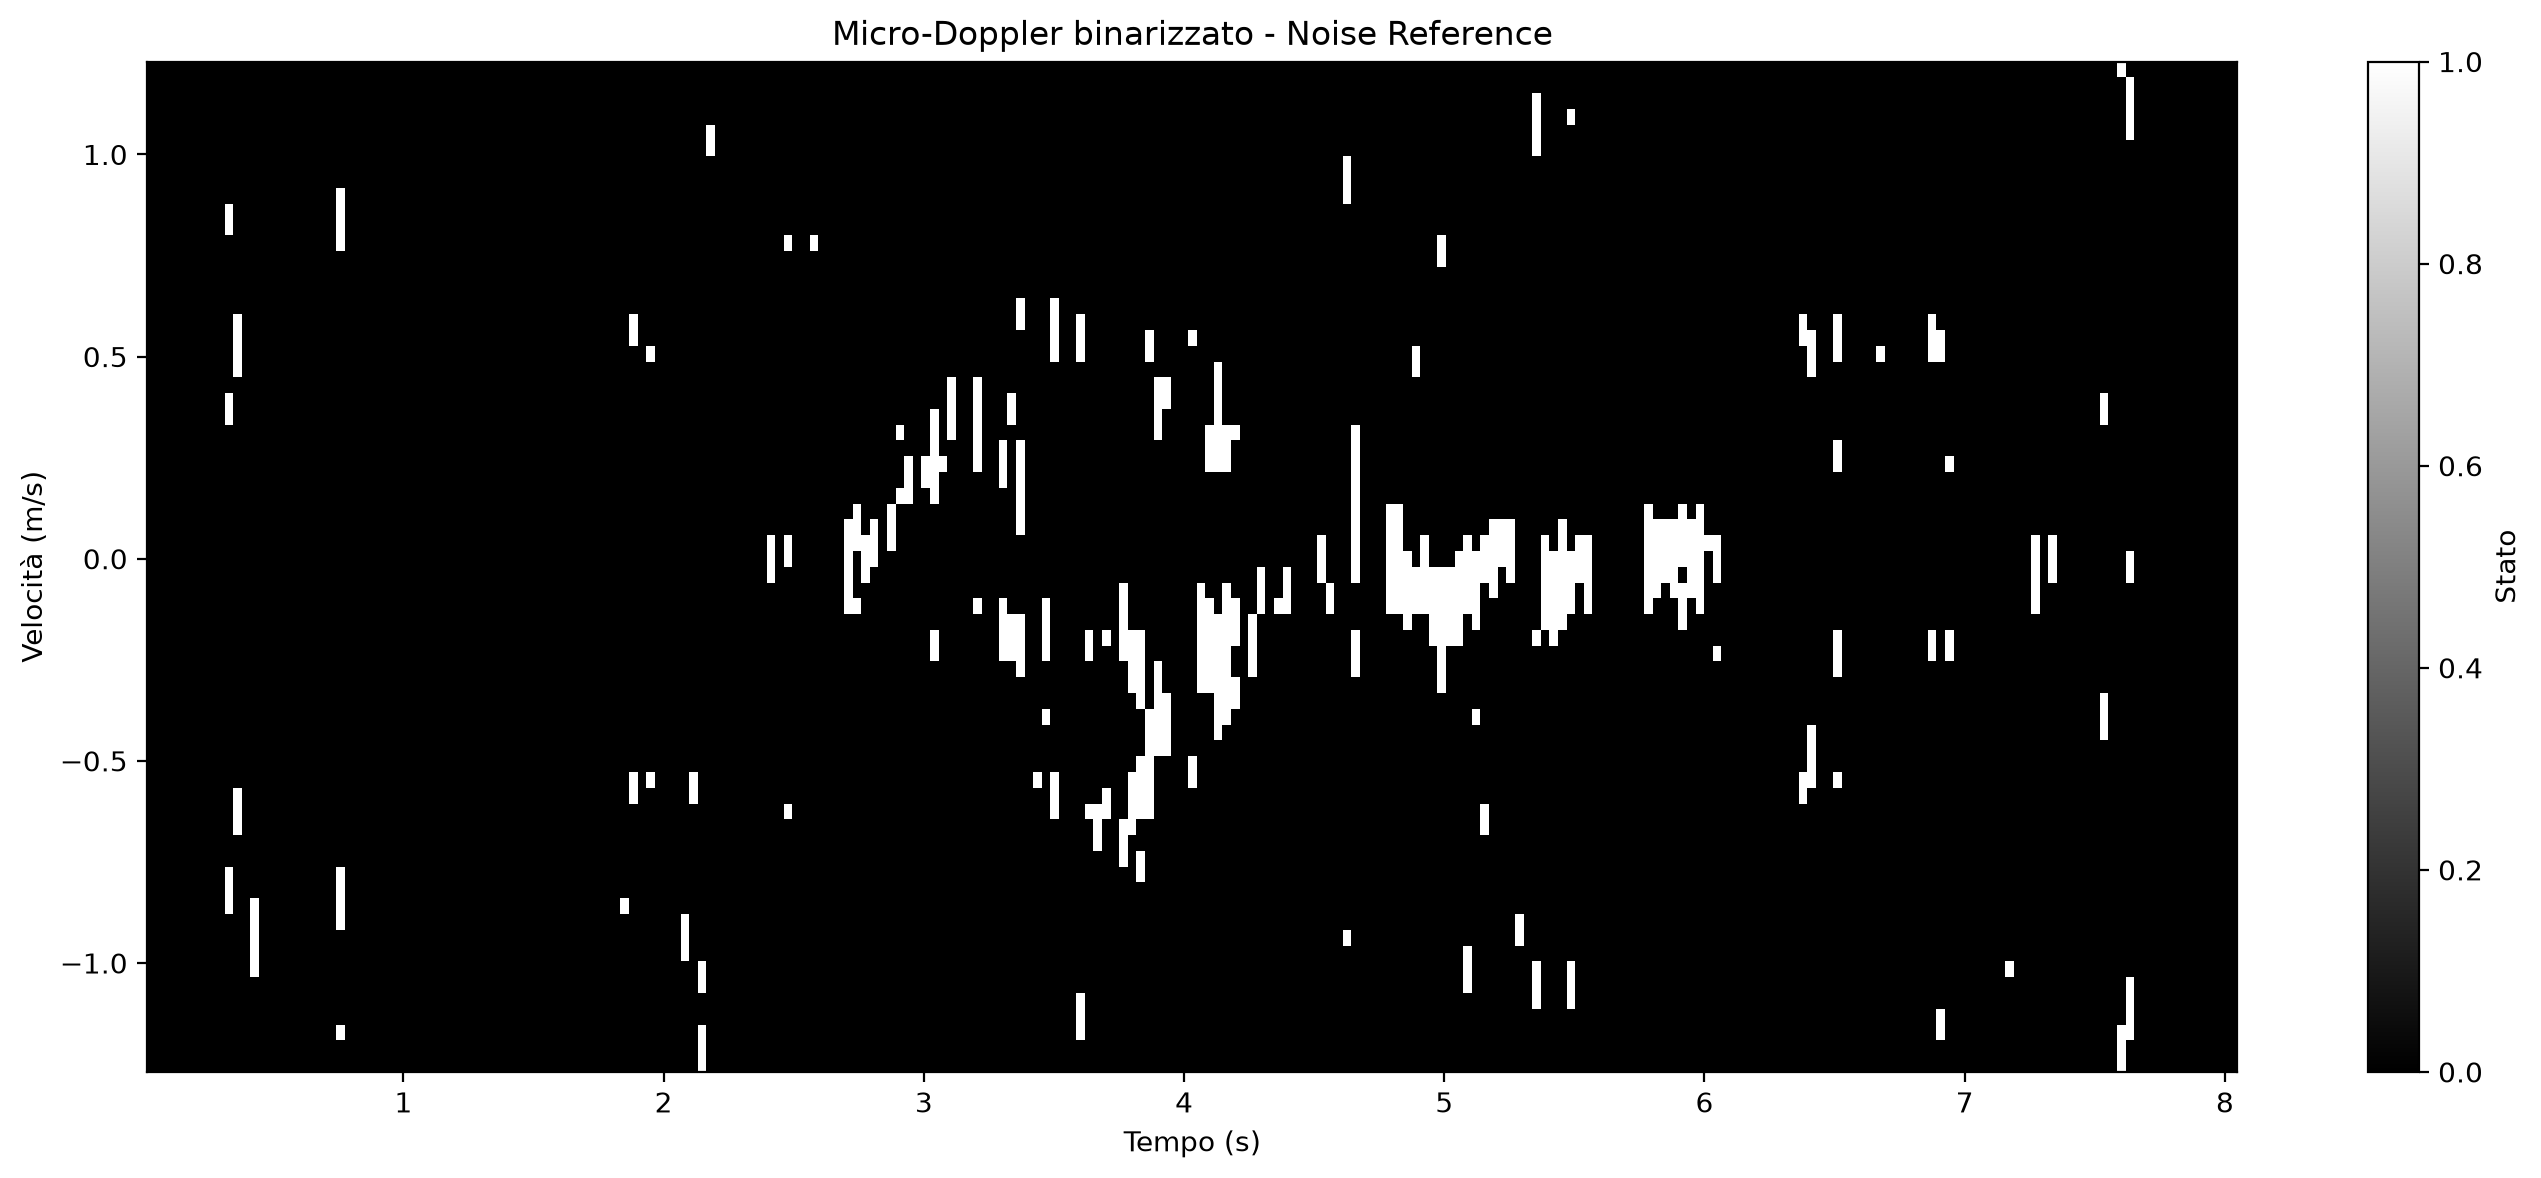 Micro-Doppler binarizzato - Noise Reference
Velocità (m/s)
1.0
0.5
0.0
−0.5
−1.0
1 2 3 4 5 6 7 8
Tempo (s)
1.0
0.8
0.6
0.4
0.2
0.0
Stato